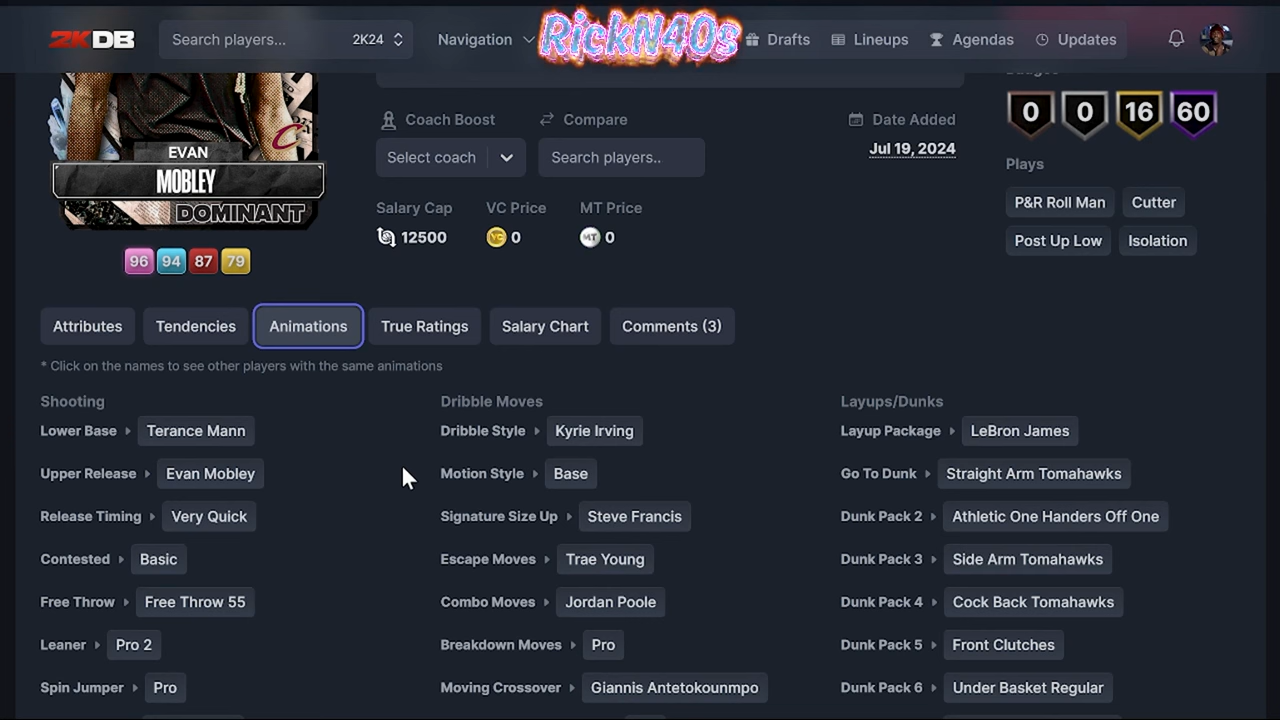 2KDB
Search players...
2K24
Navigation
RickN40s
Drafts
Lineups
Agendas
Updates
EVAN
MOBLEY
DOMINANT
96 94 87 79
Coach Boost
Select coach
Compare
Search players..
Date Added
Jul 19, 2024
Salary Cap
12500
VC Price
VC 0
MT Price
MT 0
0 0 16 60
Plays
P&R Roll Man
Cutter
Post Up Low
Isolation
Attributes
Tendencies
Animations
True Ratings
Salary Chart
Comments (3)
* Click on the names to see other players with the same animations
Shooting
Lower Base Terance Mann
Upper Release Evan Mobley
Release Timing Very Quick
Contested Basic
Free Throw Free Throw 55
Leaner Pro 2
Spin Jumper Pro
Dribble Moves
Dribble Style Kyrie Irving
Motion Style Base
Signature Size Up Steve Francis
Escape Moves Trae Young
Combo Moves Jordan Poole
Breakdown Moves Pro
Moving Crossover Giannis Antetokounmpo
Layups/Dunks
Layup Package LeBron James
Go To Dunk Straight Arm Tomahawks
Dunk Pack 2 Athletic One Handers Off One
Dunk Pack 3 Side Arm Tomahawks
Dunk Pack 4 Cock Back Tomahawks
Dunk Pack 5 Front Clutches
Dunk Pack 6 Under Basket Regular